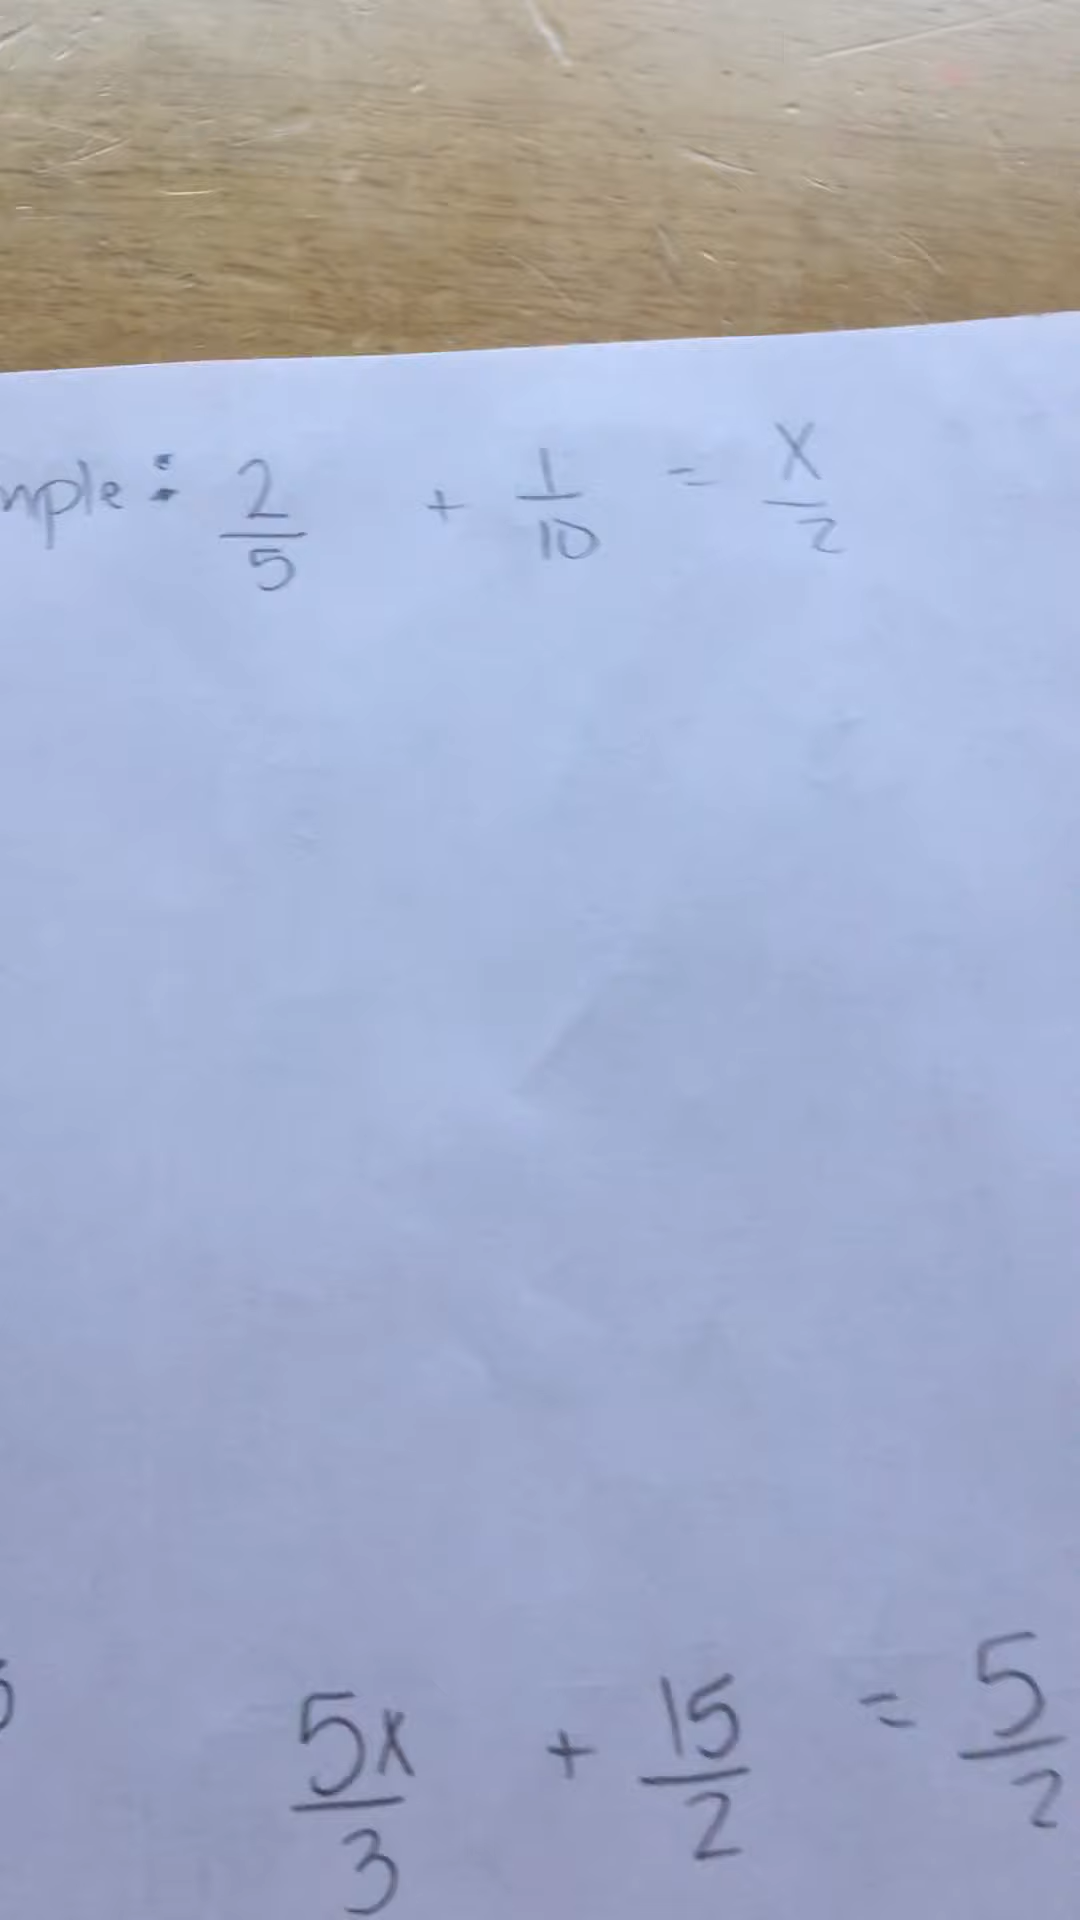 mple: 2/5 + 1/10 = x/2
5x/3 + 15/2 = 5/2